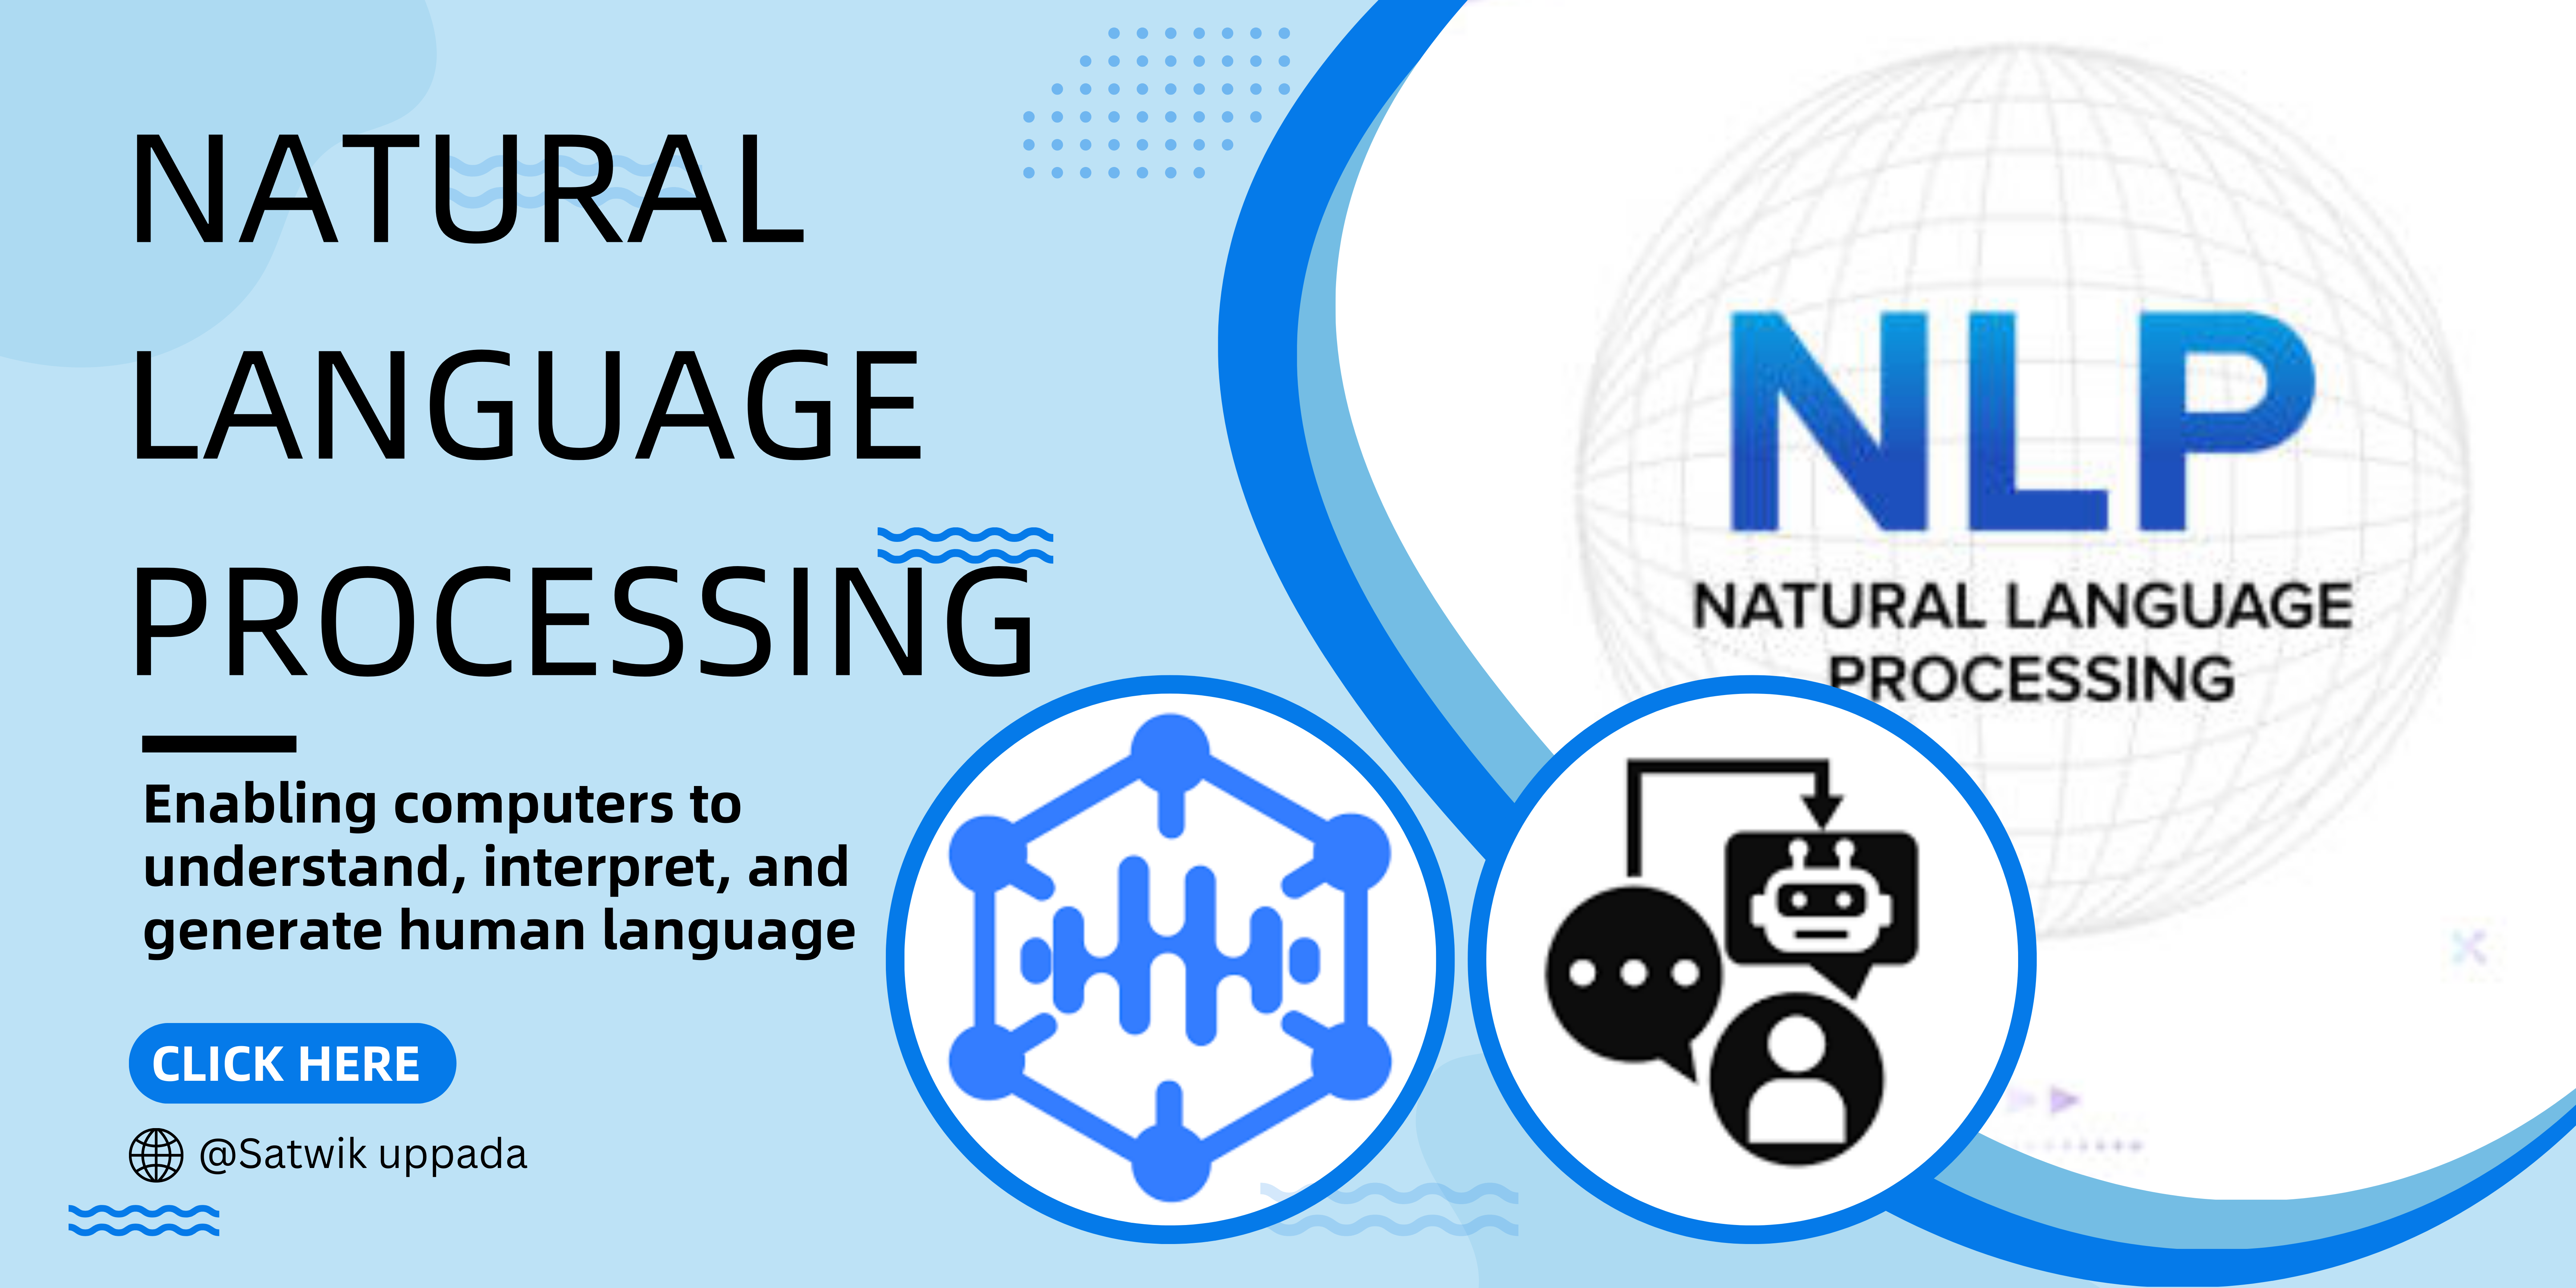 NATURAL
LANGUAGE
PROCESSING
Enabling computers to
understand, interpret, and
generate human language
CLICK HERE
@Satwik uppada
NLP
NATURAL LANGUAGE
PROCESSING